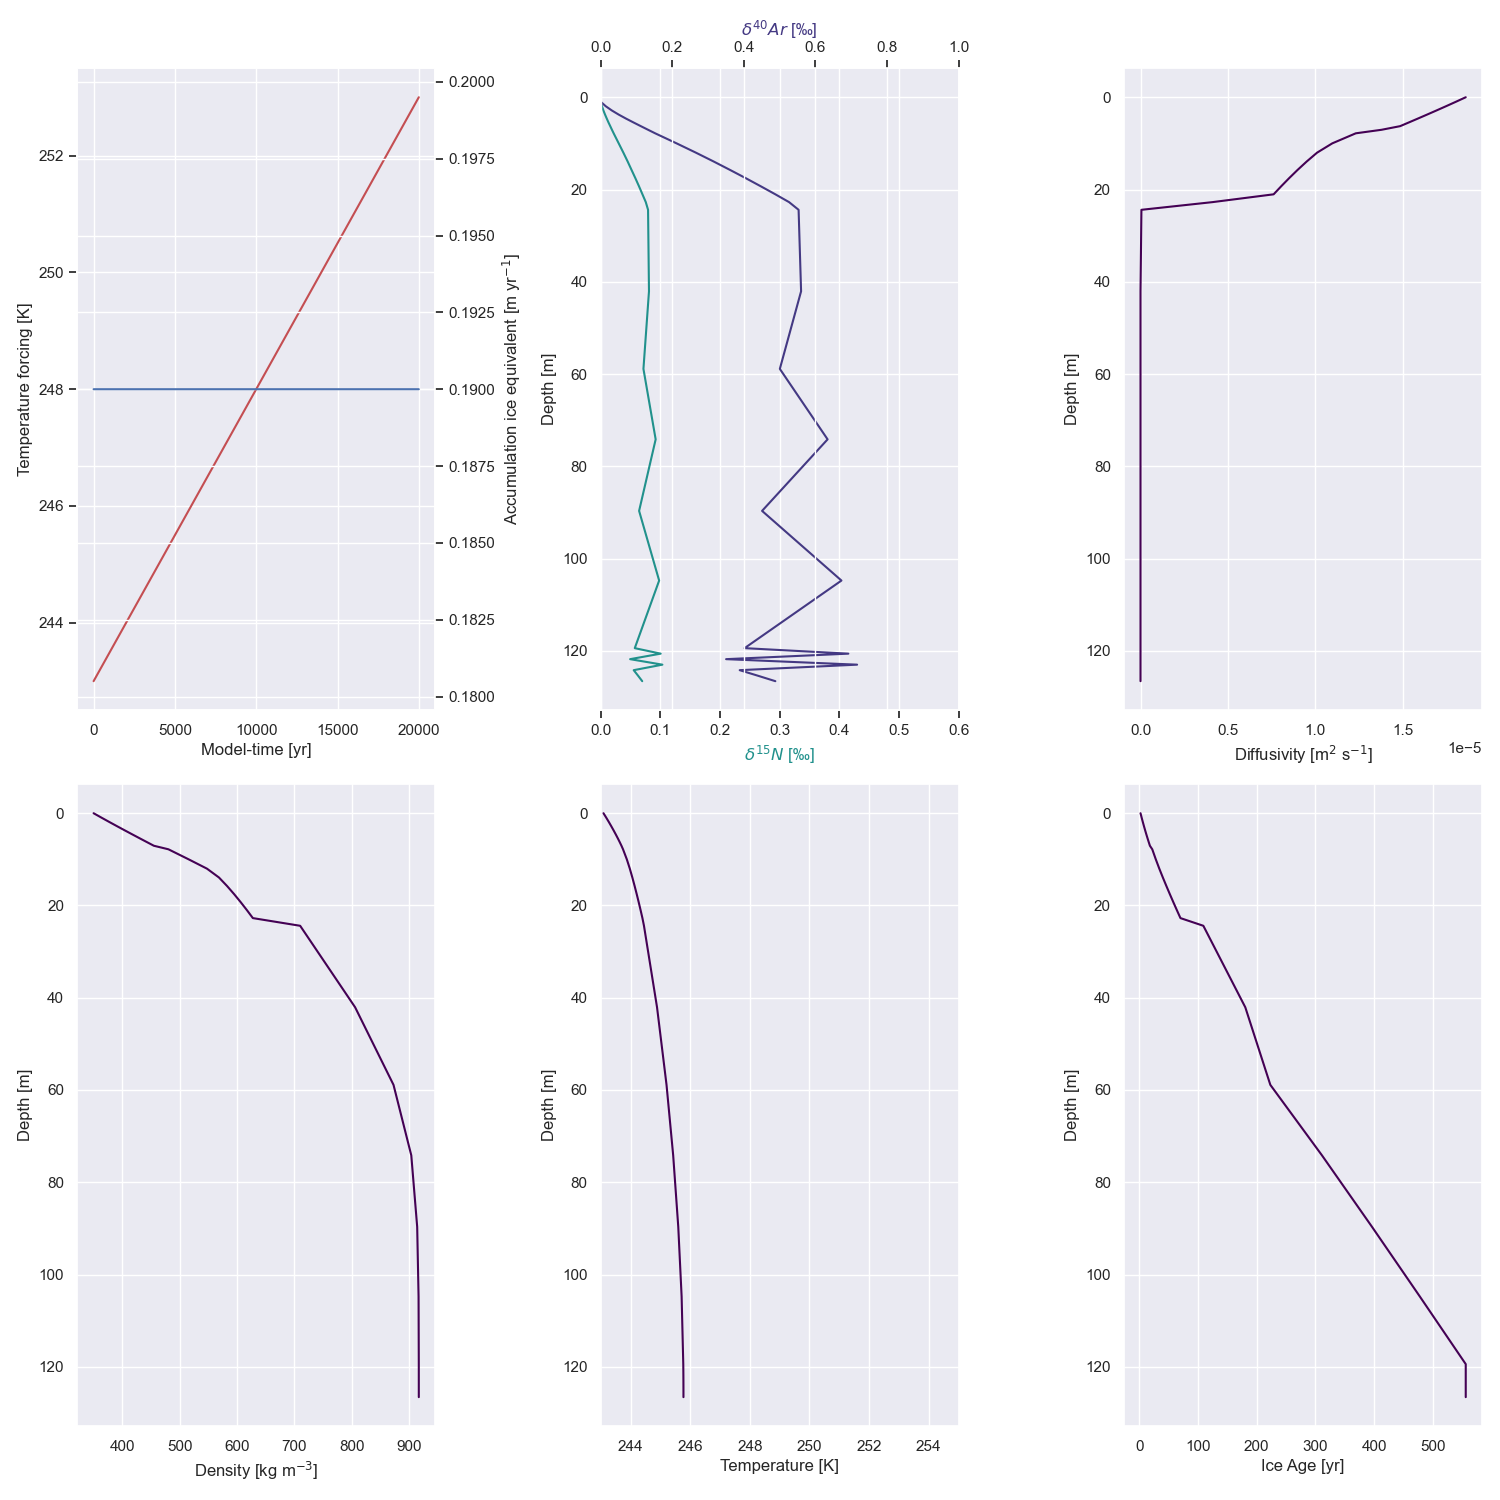 δ⁴⁰Ar [‰]
0.0 0.2 0.4 0.6 0.8 1.0
Temperature forcing [K]
252
250
248
246
244
0.2000
0.1975
0.1950
0.1925
0.1900
0.1875
0.1850
0.1825
0.1800
Accumulation ice equivalent [m yr⁻¹]
0 5000 10000 15000 20000
Model-time [yr]
Depth [m]
0
20
40
60
80
100
120
0.0 0.1 0.2 0.3 0.4 0.5 0.6
δ¹⁵N [‰]
Depth [m]
0
20
40
60
80
100
120
0.0 0.5 1.0 1.5
1e−5
Diffusivity [m² s⁻¹]
Depth [m]
0
20
40
60
80
100
120
400 500 600 700 800 900
Density [kg m⁻³]
Depth [m]
0
20
40
60
80
100
120
244 246 248 250 252 254
Temperature [K]
Depth [m]
0
20
40
60
80
100
120
0 100 200 300 400 500
Ice Age [yr]